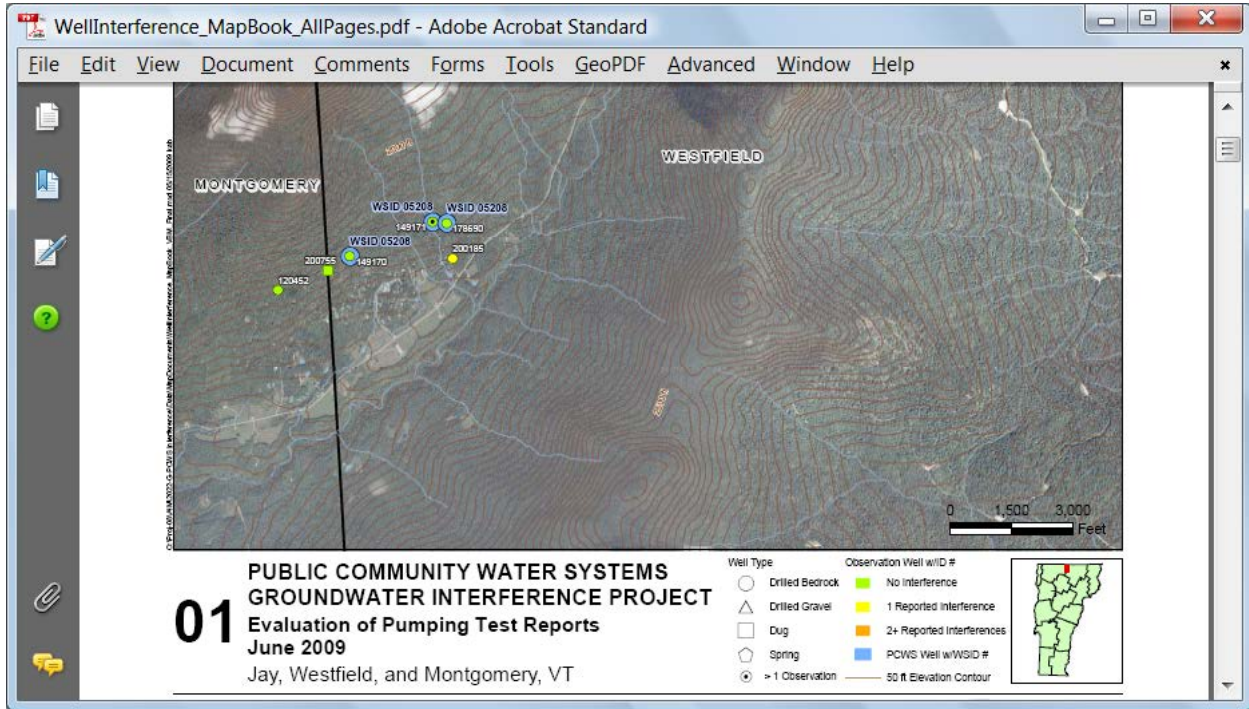 WellInterference_MapBook_AllPages.pdf - Adobe Acrobat Standard
File Edit View Document Comments Forms Tools GeoPDF Advanced Window Help
WESTFIELD
MONTGOMERY
WSID 05208 WSID 05208
149171 178690
WSID 05208
200755 149170 200185
120452
0 1,500 3,000
Feet
01
PUBLIC COMMUNITY WATER SYSTEMS
GROUNDWATER INTERFERENCE PROJECT
Evaluation of Pumping Test Reports
June 2009
Jay, Westfield, and Montgomery, VT
Well Type
Drilled Bedrock
Drilled Gravel
Dug
Spring
> 1 Observation
Observation Well w/ID #
No Interference
1 Reported Interference
2+ Reported Interferences
PCWS Well w/WSID #
50 ft Elevation Contour